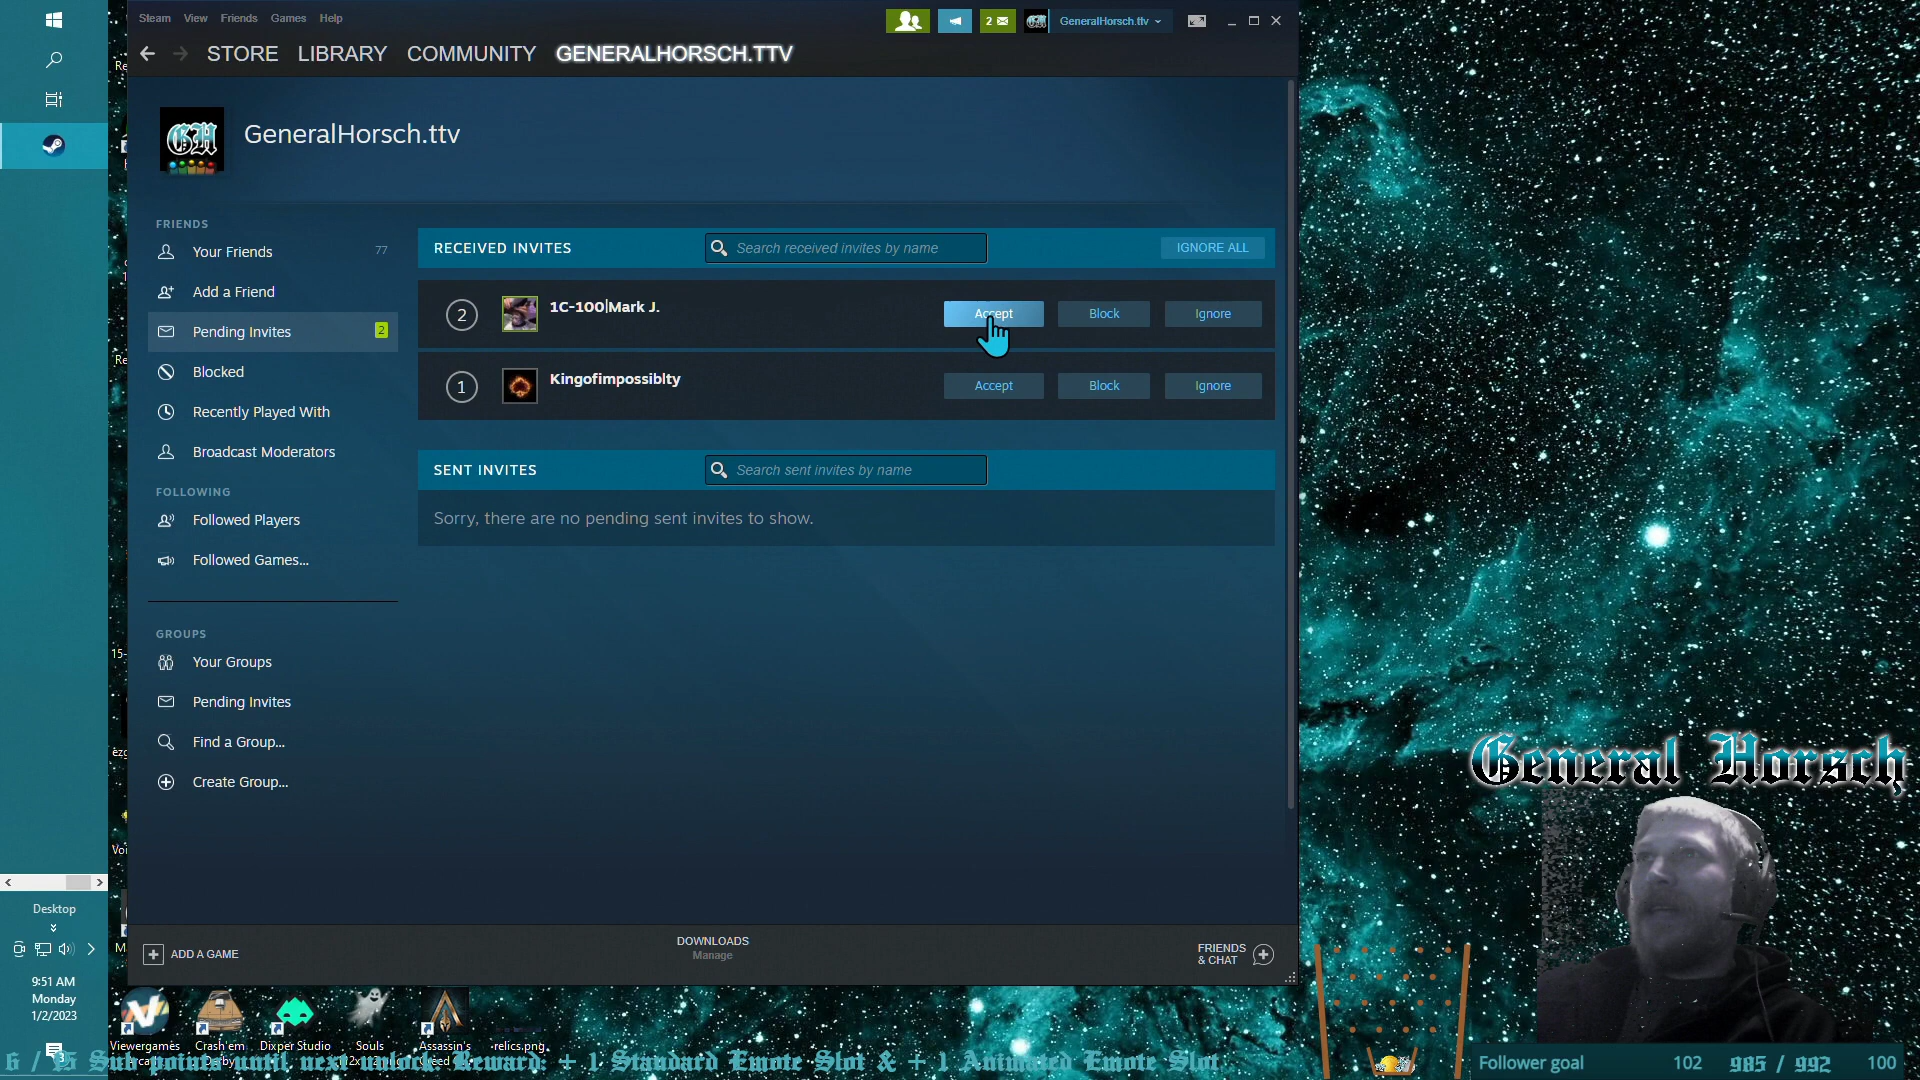 Steam View Friends Games Help
2
GeneralHorsch.ttv
STORE LIBRARY COMMUNITY GENERALHORSCH.TTV
GH
GeneralHorsch.ttv
FRIENDS
Your Friends 77
Add a Friend
Pending Invites 2
Blocked
Recently Played With
Broadcast Moderators
FOLLOWING
Followed Players
Followed Games...
GROUPS
Your Groups
Pending Invites
Find a Group...
Create Group...
RECEIVED INVITES Search received invites by name IGNORE ALL
2 1C-100|Mark J. Accept Block Ignore
1 Kingofimpossiblty Accept Block Ignore
SENT INVITES Search sent invites by name
Sorry, there are no pending sent invites to show.
ADD A GAME
DOWNLOADS
Manage
FRIENDS
& CHAT
Desktop
9:51 AM
Monday
1/2/2023
3
Viewergames
Crash'em
Dixper Studio
Souls
Assassin's
relics.png
General Horsch
Sub points until next unlock Reward: + 1 Standard Emote Slot & + 1 Animated Emote Slot
Follower goal 102 985 / 992 100